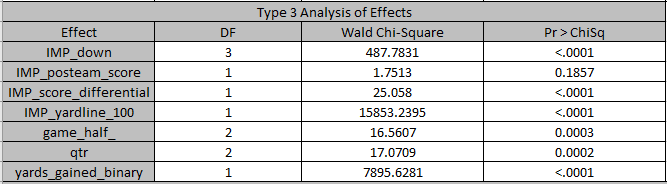 Type 3 Analysis of Effects
Effect DF Wald Chi-Square Pr > ChiSq
IMP_down 3 487.7831 <.0001
IMP_posteam_score 1 1.7513 0.1857
IMP_score_differential 1 25.058 <.0001
IMP_yardline_100 1 15853.2395 <.0001
game_half_ 2 16.5607 0.0003
qtr 2 17.0709 0.0002
yards_gained_binary 1 7895.6281 <.0001